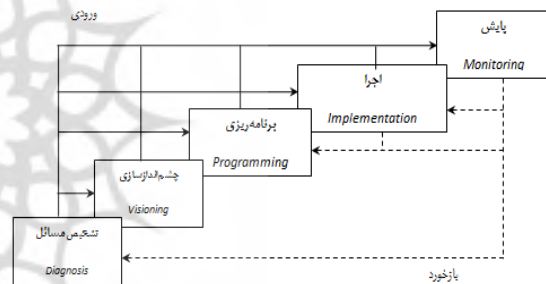 ورودی
پایش
Monitoring
اجرا
Implementation
برنامه‌ریزی
Programming
چشم‌اندازسازی
Visioning
تشخیص مسائل
Diagnosis
بازخورد